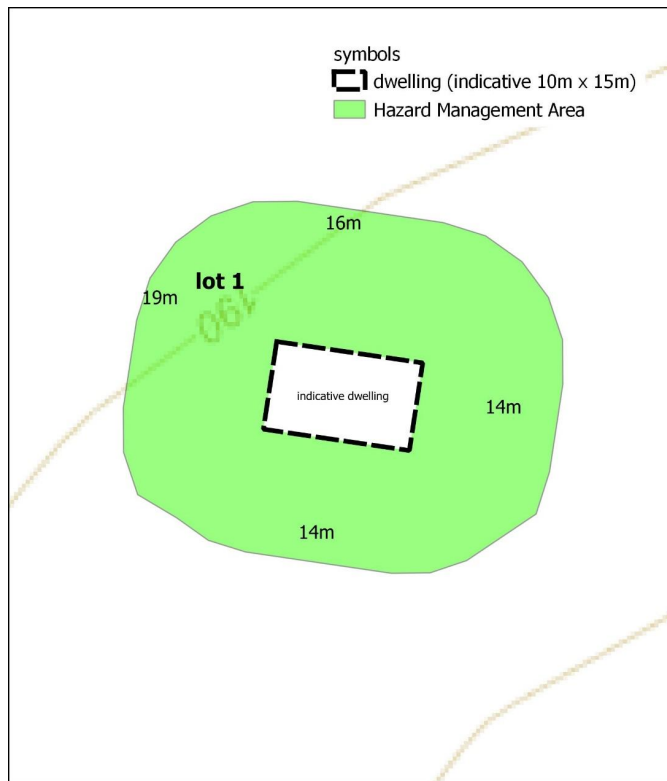 symbols
dwelling (indicative 10m x 15m)
Hazard Management Area
16m
lot 1
19m
190
indicative dwelling
14m
14m